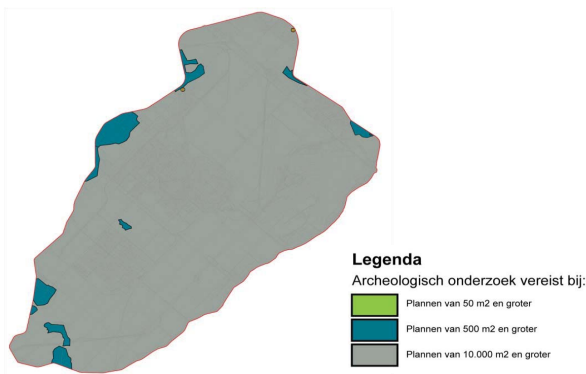 Legenda
Archeologisch onderzoek vereist bij:
Plannen van 50 m2 en groter
Plannen van 500 m2 en groter
Plannen van 10.000 m2 en groter